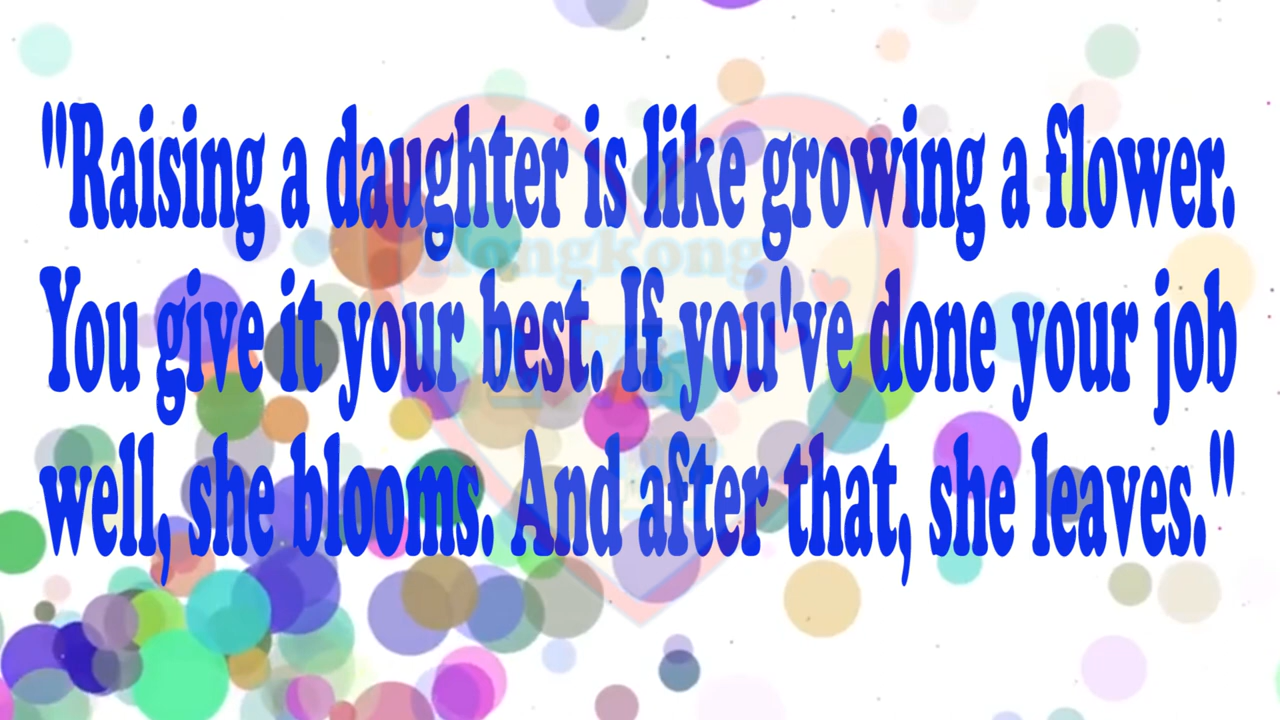 "Raising a daughter is like growing a flower.
HongKong
You give it your best. If you've done your job
well, she blooms. And after that, she leaves."